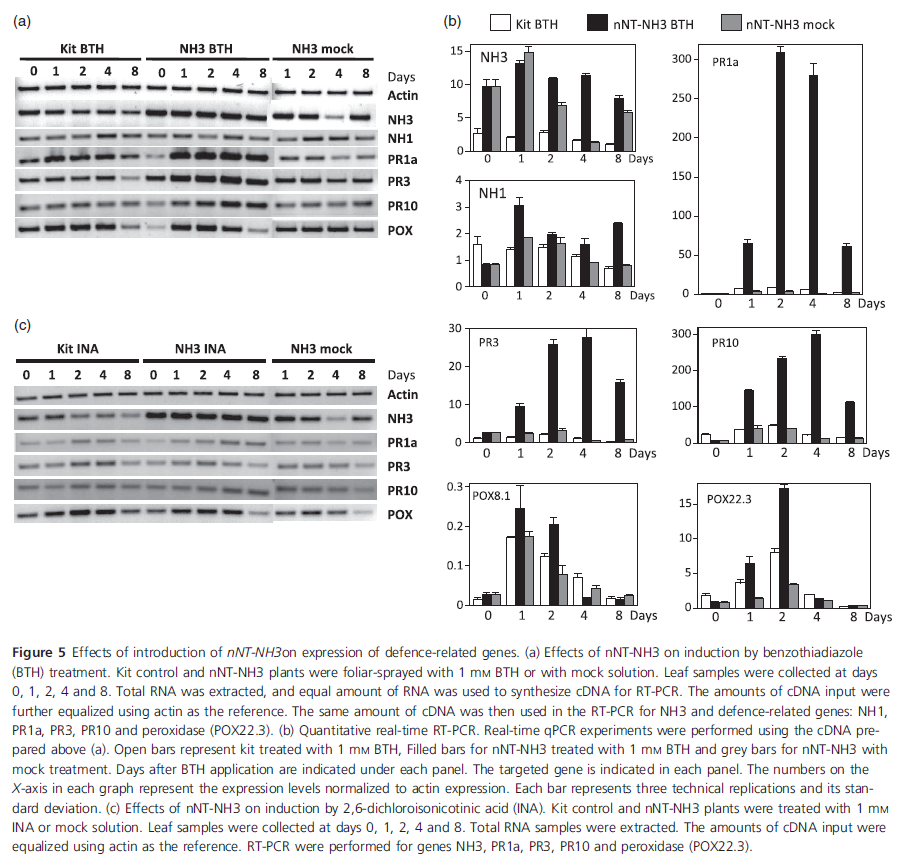 (a)
Kit BTH NH3 BTH NH3 mock
0 1 2 4 8 0 1 2 4 8 1 2 4 8 Days
Actin
NH3
NH1
PR1a
PR3
PR10
POX
(b)
Kit BTH nNT-NH3 BTH nNT-NH3 mock
NH3
15
10
5
0
0 1 2 4 8 Days
PR1a
300
250
200
150
100
50
0
0 1 2 4 8 Days
NH1
4
3
2
1
0
0 1 2 4 8 Days
(c)
Kit INA NH3 INA NH3 mock
0 1 2 4 8 0 1 2 4 8 1 2 4 8 Days
Actin
NH3
PR1a
PR3
PR10
POX
PR3
30
20
10
0
0 1 2 4 8 Days
PR10
300
200
100
0
0 1 2 4 8 Days
POX8.1
0.3
0.2
0.1
0
0 1 2 4 8 Days
POX22.3
15
10
5
0
0 1 2 4 8 Days
Figure 5 Effects of introduction of nNT-NH3on expression of defence-related genes. (a) Effects of nNT-NH3 on induction by benzothiadiazole
(BTH) treatment. Kit control and nNT-NH3 plants were foliar-sprayed with 1 mM BTH or with mock solution. Leaf samples were collected at days
0, 1, 2, 4 and 8. Total RNA was extracted, and equal amount of RNA was used to synthesize cDNA for RT-PCR. The amounts of cDNA input were
further equalized using actin as the reference. The same amount of cDNA was then used in the RT-PCR for NH3 and defence-related genes: NH1,
PR1a, PR3, PR10 and peroxidase (POX22.3). (b) Quantitative real-time RT-PCR. Real-time qPCR experiments were performed using the cDNA pre-
pared above (a). Open bars represent kit treated with 1 mM BTH, Filled bars for nNT-NH3 treated with 1 mM BTH and grey bars for nNT-NH3 with
mock treatment. Days after BTH application are indicated under each panel. The targeted gene is indicated in each panel. The numbers on the
X-axis in each graph represent the expression levels normalized to actin expression. Each bar represents three technical replications and its stan-
dard deviation. (c) Effects of nNT-NH3 on induction by 2,6-dichloroisonicotinic acid (INA). Kit control and nNT-NH3 plants were treated with 1 mM
INA or mock solution. Leaf samples were collected at days 0, 1, 2, 4 and 8. Total RNA samples were extracted. The amounts of cDNA input were
equalized using actin as the reference. RT-PCR were performed for genes NH3, PR1a, PR3, PR10 and peroxidase (POX22.3).